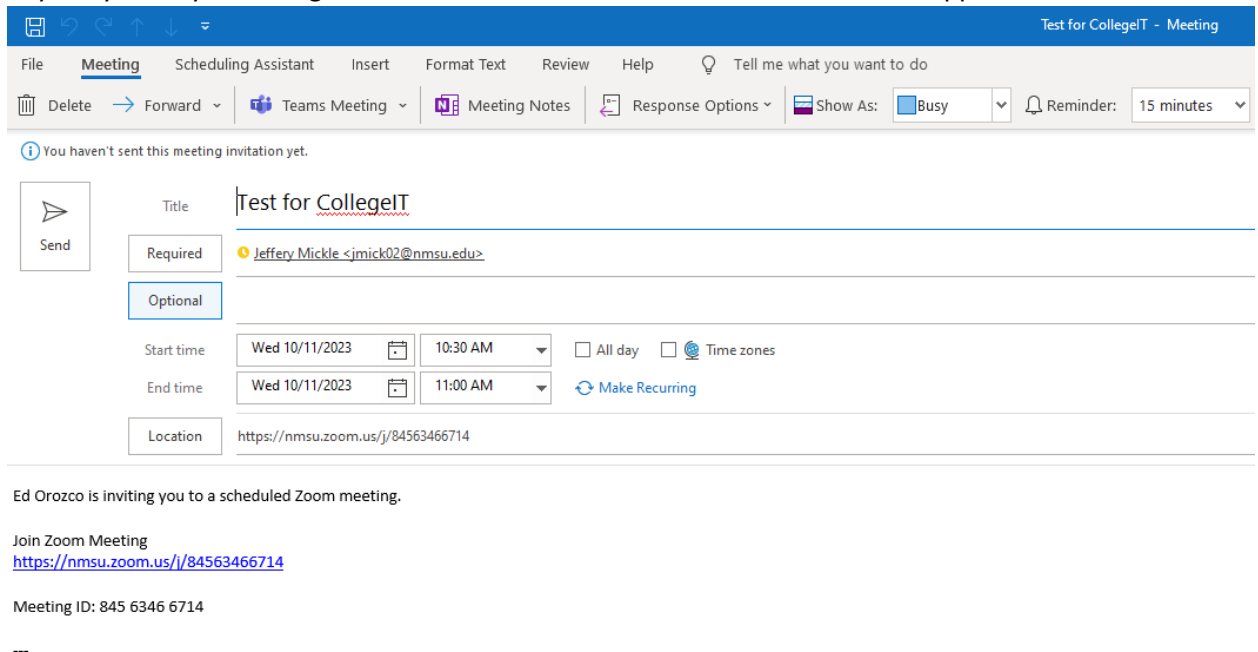 Test for CollegeIT - Meeting
File Meeting Scheduling Assistant Insert Format Text Review Help Tell me what you want to do
Delete Forward Teams Meeting Meeting Notes Response Options Show As: Busy Reminder: 15 minutes
You haven't sent this meeting invitation yet.
Title Test for CollegeIT
Send
Required Jeffery Mickle <jmick02@nmsu.edu>
Optional
Start time Wed 10/11/2023 10:30 AM All day Time zones
End time Wed 10/11/2023 11:00 AM Make Recurring
Location https://nmsu.zoom.us/j/84563466714
Ed Orozco is inviting you to a scheduled Zoom meeting.
Join Zoom Meeting
https://nmsu.zoom.us/j/84563466714
Meeting ID: 845 6346 6714
---